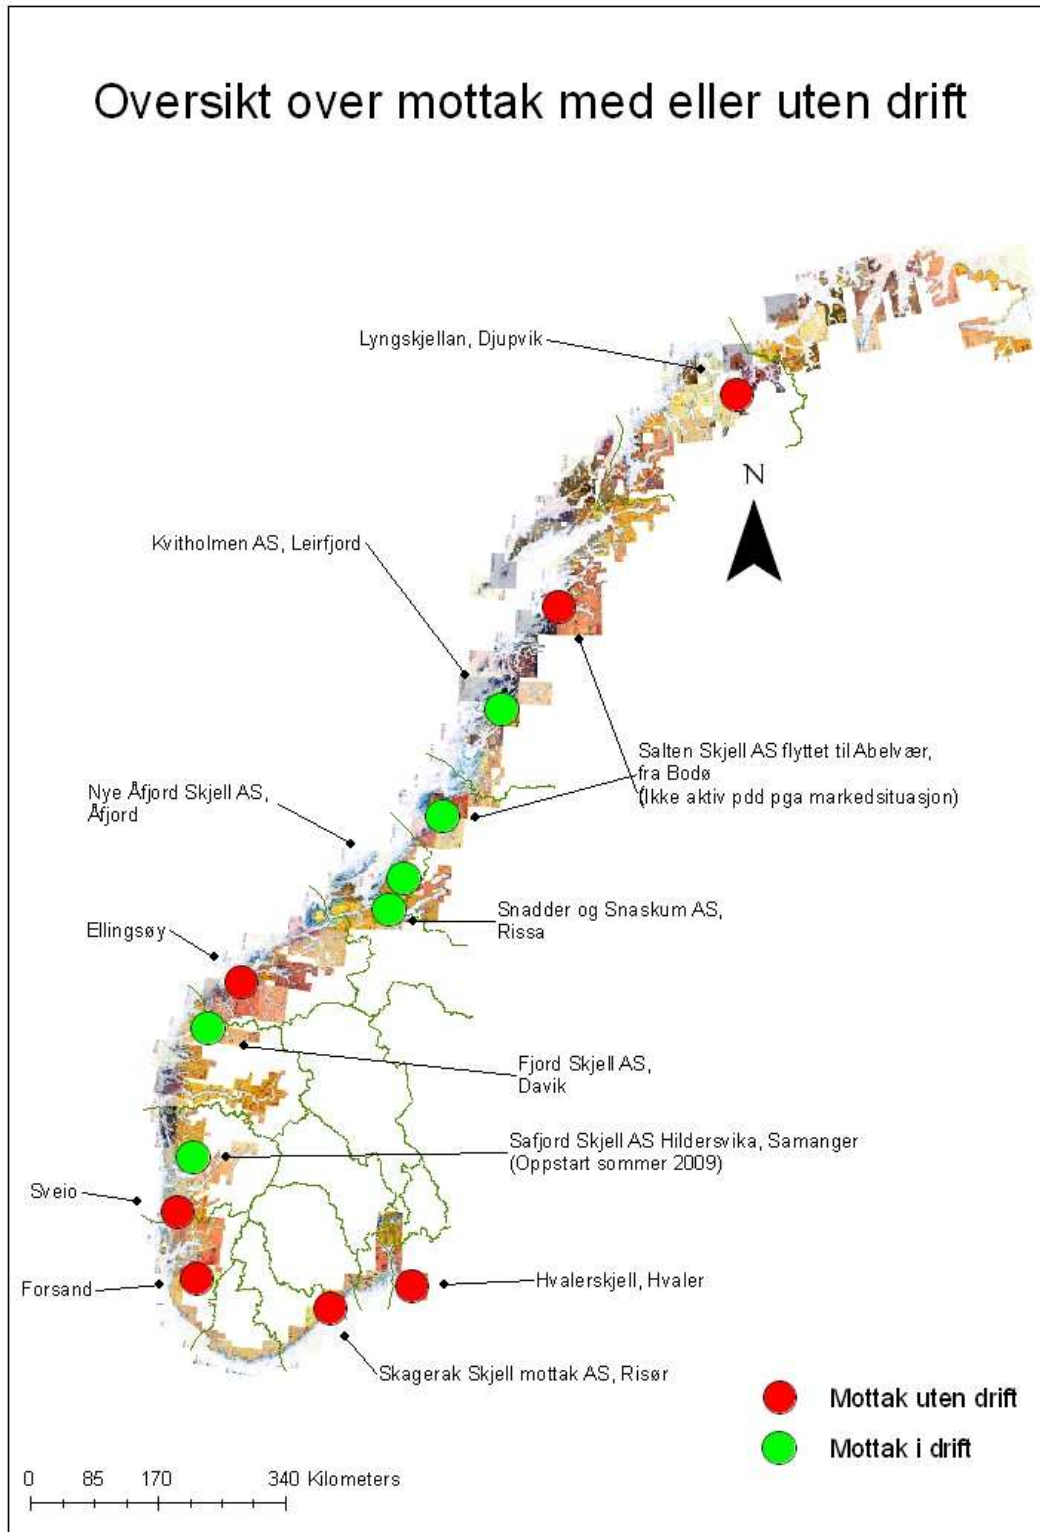 Oversikt over mottak med eller uten drift
Lyngskjellan, Djupvik
N
Kvitholmen AS, Leirfjord
Salten Skjell AS flyttet til Abelvær,
fra Bodø
(Ikke aktiv pdd pga markedsituasjon)
Nye Åfjord Skjell AS,
Åfjord
Snadder og Snaskum AS,
Rissa
Ellingsøy
Fjord Skjell AS,
Davik
Safjord Skjell AS Hildersvika, Samanger
(Oppstart sommer 2009)
Sveio
Forsand
Hvalerskjell, Hvaler
Skagerak Skjell mottak AS, Risør
Mottak uten drift
Mottak i drift
0 85 170 340 Kilometers